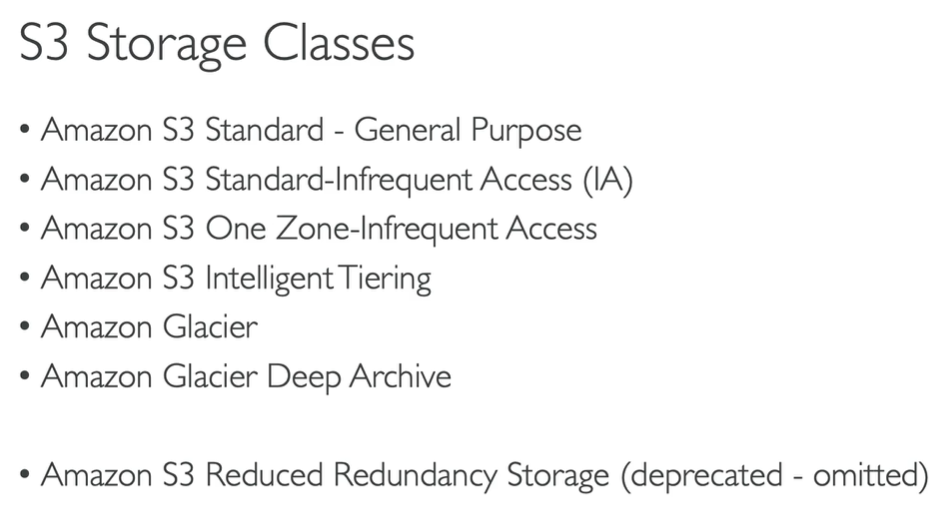 S3 Storage Classes
• Amazon S3 Standard - General Purpose
• Amazon S3 Standard-Infrequent Access (IA)
• Amazon S3 One Zone-Infrequent Access
• Amazon S3 Intelligent Tiering
• Amazon Glacier
• Amazon Glacier Deep Archive
• Amazon S3 Reduced Redundancy Storage (deprecated - omitted)